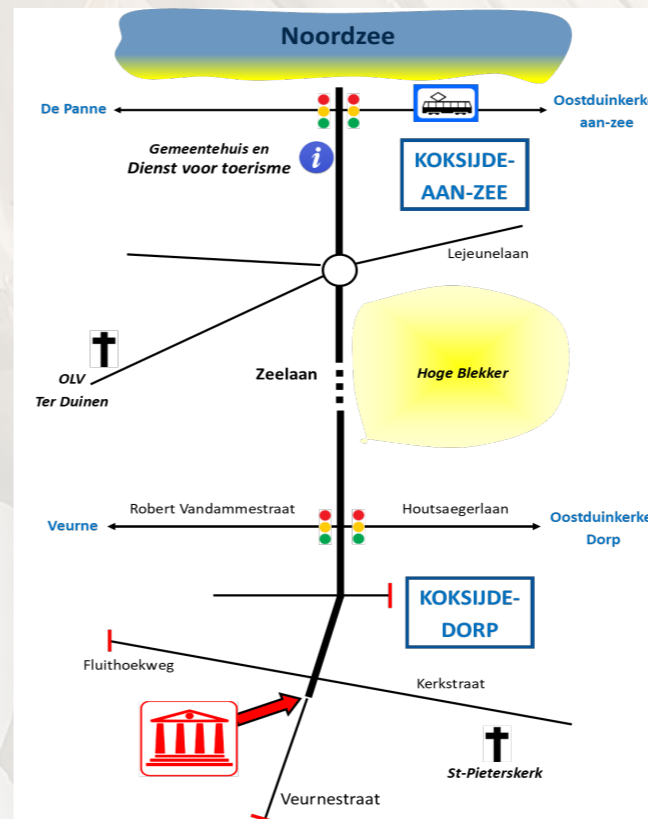 Noordzee
De Panne
Oostduinkerke
aan-zee
Gemeentehuis en
Dienst voor toerisme
i
KOKSIJDE-
AAN-ZEE
Lejeunelaan
OLV
Ter Duinen
Zeelaan
Hoge Blekker
Robert Vandammestraat
Houtsaegerlaan
Veurne
Oostduinkerke
Dorp
KOKSIJDE-
DORP
Fluithoekweg
Kerkstraat
St-Pieterskerk
Veurnestraat